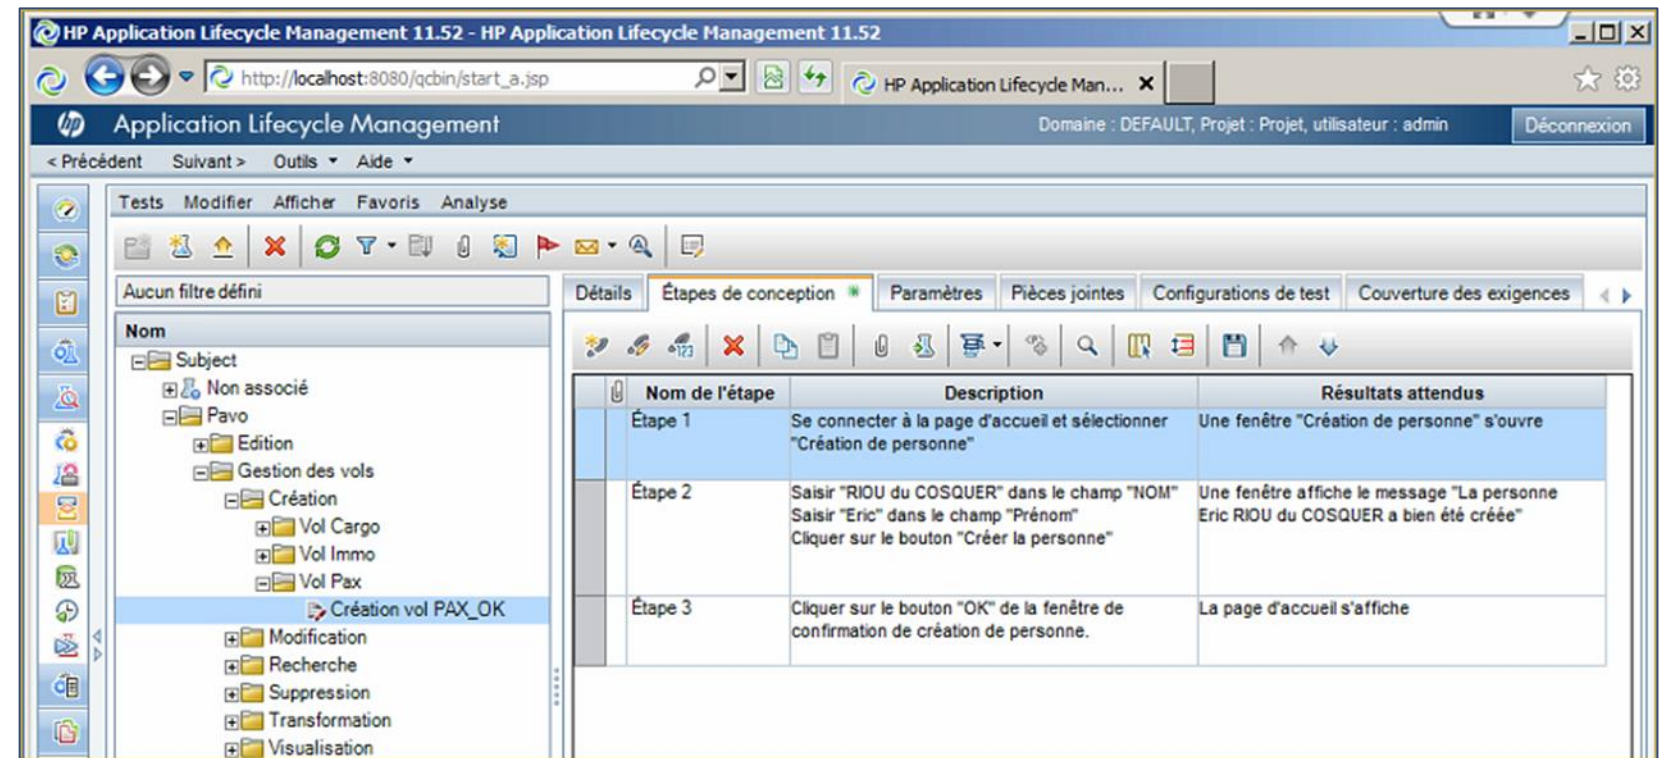 HP Application Lifecycle Management 11.52 - HP Application Lifecycle Management 11.52
http://localhost:8080/qcbin/start_a.jsp
HP Application Lifecycle Man...
hp
Application Lifecycle Management
Domaine : DEFAULT, Projet : Projet, utilisateur : admin
Déconnexion
< Précédent Suivant > Outils Aide
Tests Modifier Afficher Favoris Analyse
Aucun filtre défini
Nom
Subject
Non associé
Pavo
Edition
Gestion des vols
Création
Vol Cargo
Vol Immo
Vol Pax
Création vol PAX_OK
Modification
Recherche
Suppression
Transformation
Visualisation
Détails Étapes de conception Paramètres Pièces jointes Configurations de test Couverture des exigences
123
Nom de l'étape Description Résultats attendus
Étape 1
Se connecter à la page d'accueil et sélectionner
"Création de personne"
Une fenêtre "Création de personne" s'ouvre
Étape 2
Saisir "RIOU du COSQUER" dans le champ "NOM"
Saisir "Eric" dans le champ "Prénom"
Cliquer sur le bouton "Créer la personne"
Une fenêtre affiche le message "La personne
Eric RIOU du COSQUER a bien été créée"
Étape 3
Cliquer sur le bouton "OK" de la fenêtre de
confirmation de création de personne.
La page d'accueil s'affiche